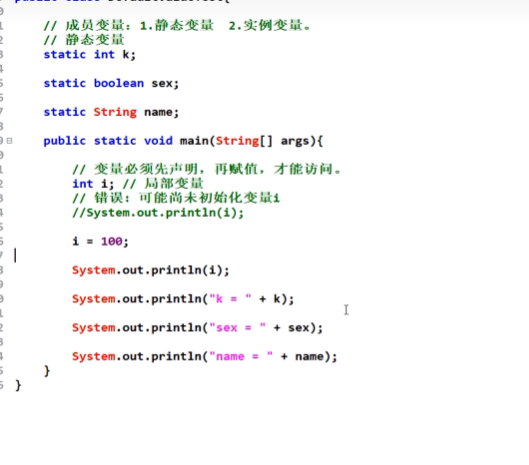 // 成员变量：1.静态变量  2.实例变量。
// 静态变量
static int k;
static boolean sex;
static String name;
public static void main(String[] args){
// 变量必须先声明，再赋值，才能访问。
int i; // 局部变量
// 错误：可能尚未初始化变量i
//System.out.println(i);
i = 100;
System.out.println(i);
System.out.println("k = " + k);
System.out.println("sex = " + sex);
System.out.println("name = " + name);
}
}